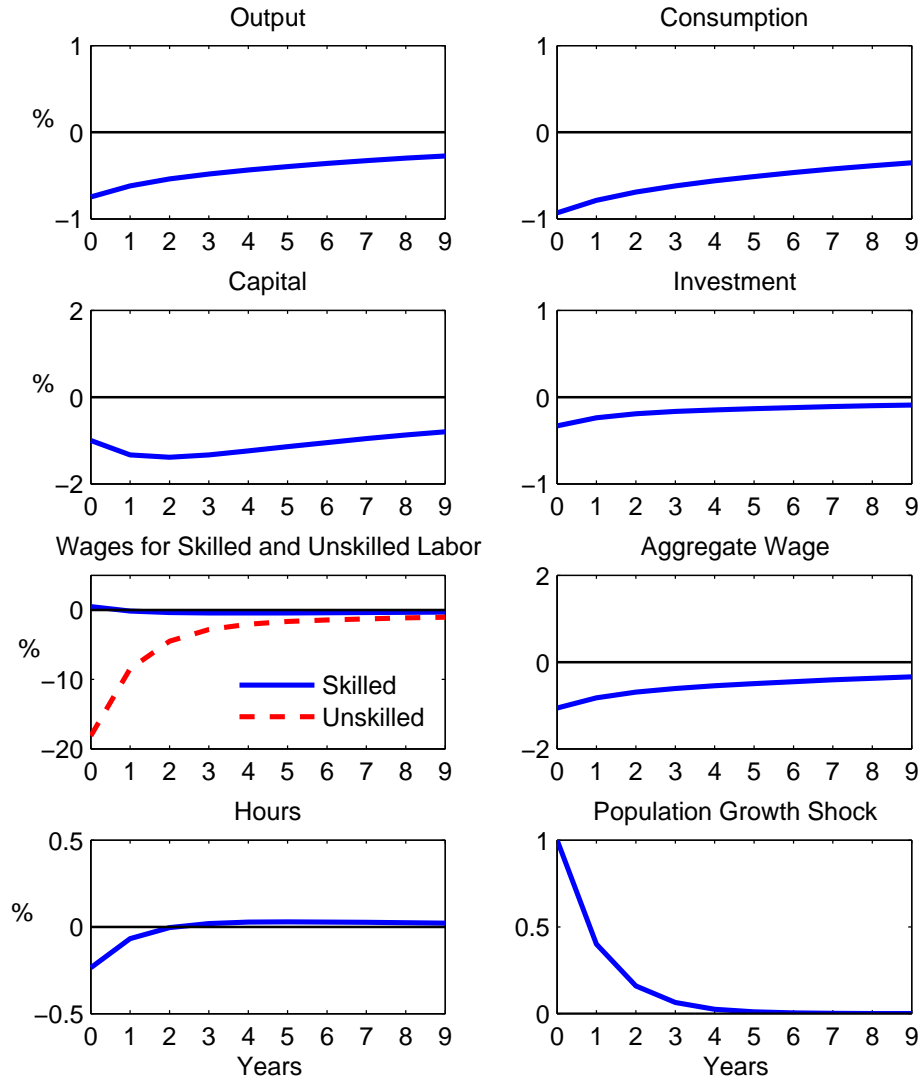 Output
Consumption
1
0
−1
%
0 1 2 3 4 5 6 7 8 9
1
0
−1
0 1 2 3 4 5 6 7 8 9
Capital
Investment
2
0
−2
%
0 1 2 3 4 5 6 7 8 9
1
0
−1
0 1 2 3 4 5 6 7 8 9
Wages for Skilled and Unskilled Labor
Aggregate Wage
0
−10
−20
%
Skilled
Unskilled
0 1 2 3 4 5 6 7 8 9
2
0
−2
0 1 2 3 4 5 6 7 8 9
Hours
Population Growth Shock
0.5
0
−0.5
%
0 1 2 3 4 5 6 7 8 9
Years
1
0.5
0
0 1 2 3 4 5 6 7 8 9
Years